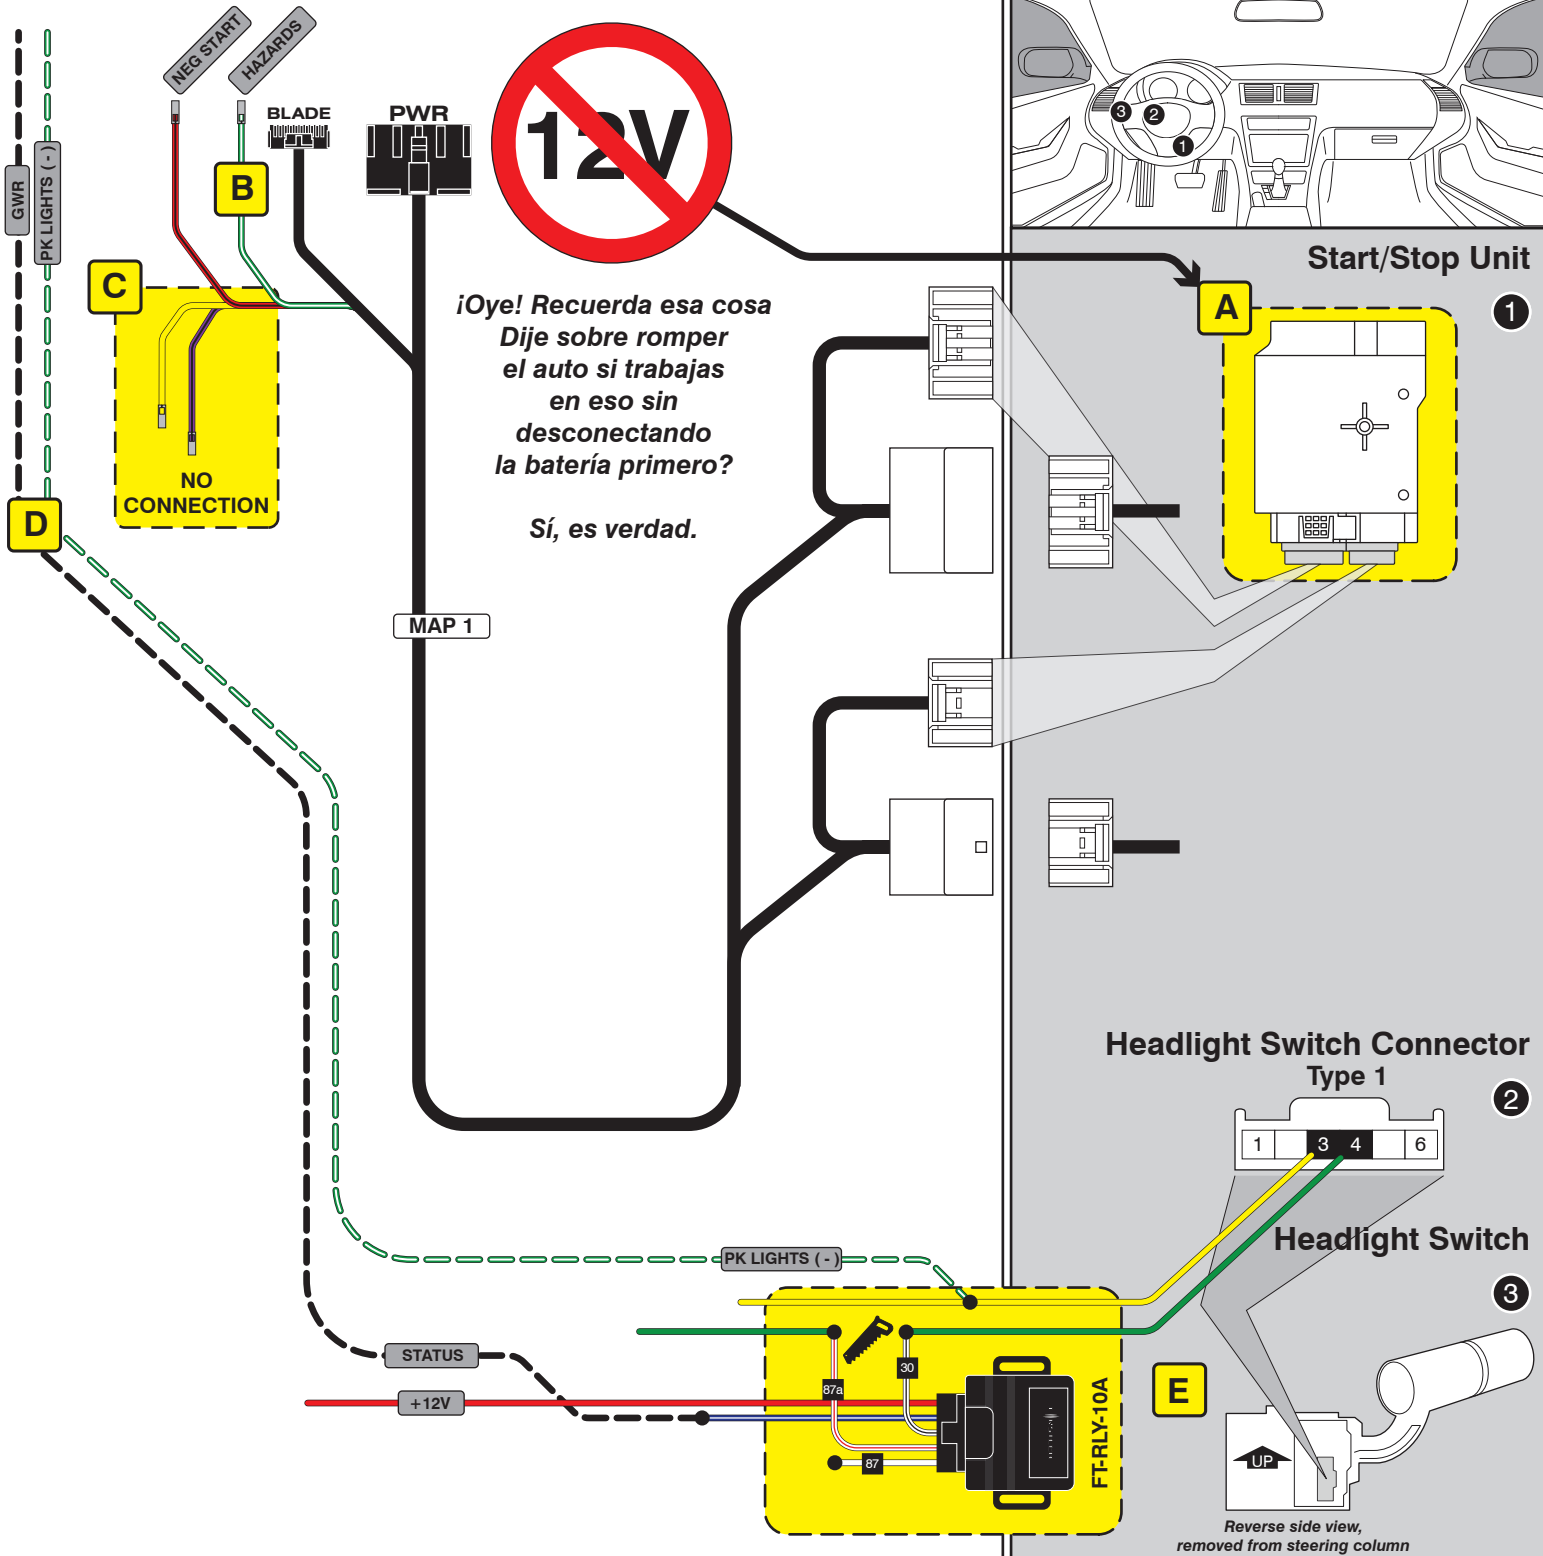 NEG START
HAZARDS
BLADE
PWR
12V
GWR
PK LIGHTS ( - )
B
C
NO
CONNECTION
D
¡Oye! Recuerda esa cosa
Dije sobre romper
el auto si trabajas
en eso sin
desconectando
la batería primero?
Sí, es verdad.
MAP 1
3
2
1
Start/Stop Unit
1
A
Headlight Switch Connector
Type 1
2
1
3
4
6
Headlight Switch
3
PK LIGHTS ( - )
STATUS
+12V
87a
30
87
FT-RLY-10A
E
UP
Reverse side view,
removed from steering column